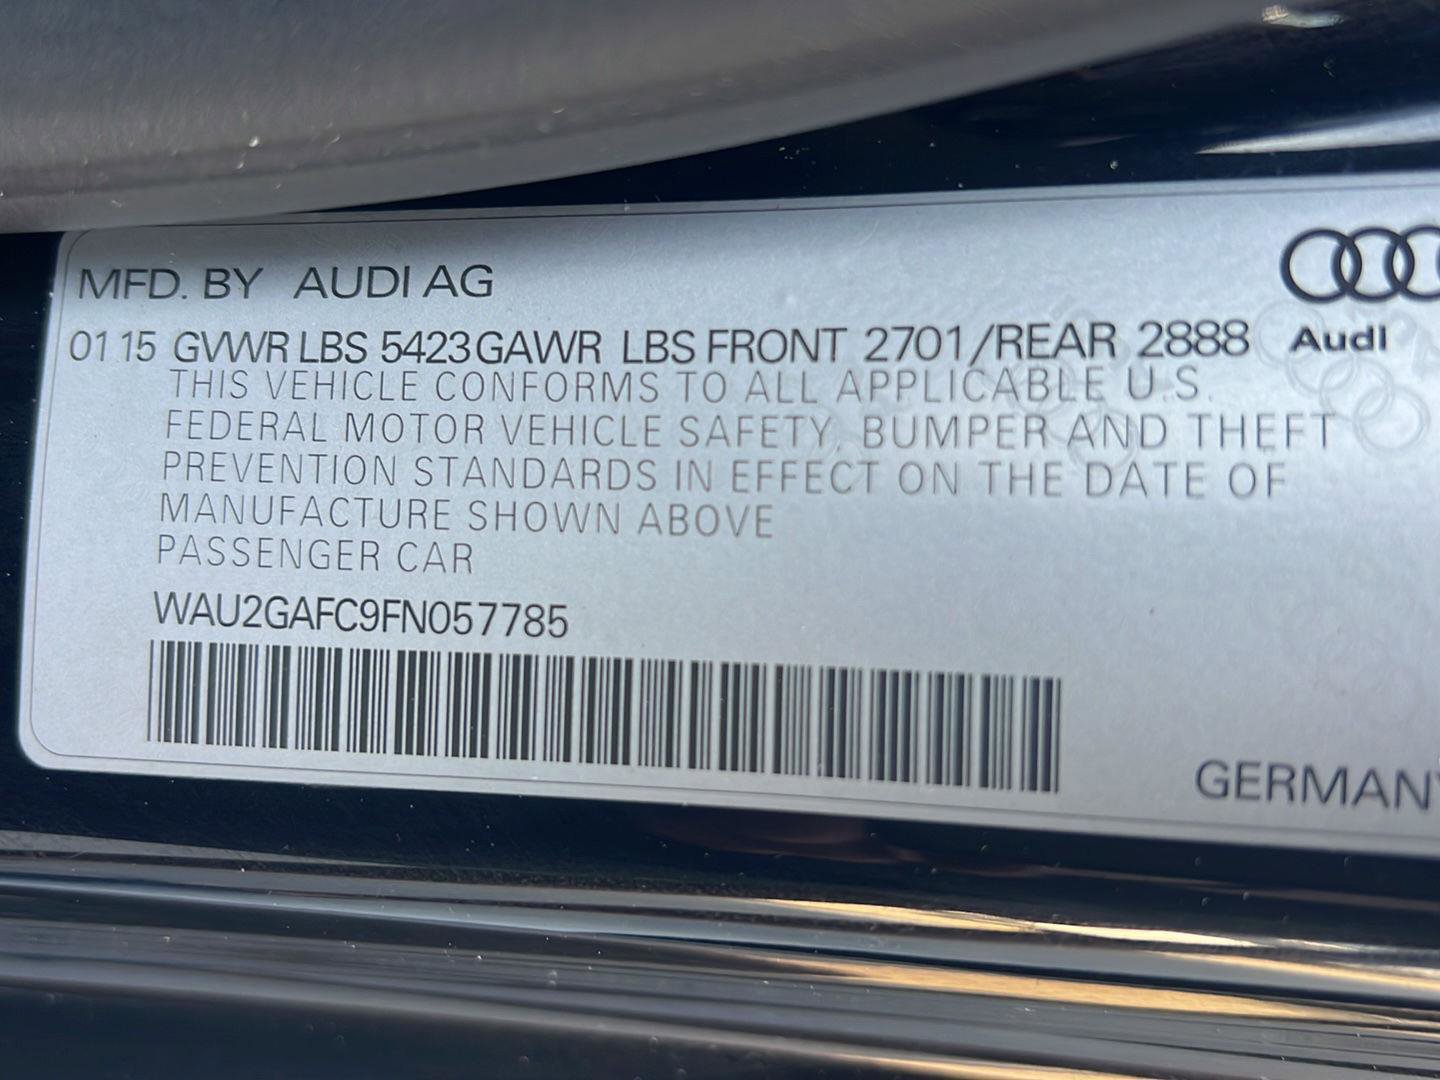 MFD. BY AUDI AG
01 15 GVWR LBS 5423 GAWR LBS FRONT 2701/REAR 2888
Audi
THIS VEHICLE CONFORMS TO ALL APPLICABLE U.S.
FEDERAL MOTOR VEHICLE SAFETY, BUMPER AND THEFT
PREVENTION STANDARDS IN EFFECT ON THE DATE OF
MANUFACTURE SHOWN ABOVE
PASSENGER CAR
WAU2GAFC9FN057785
GERMANY